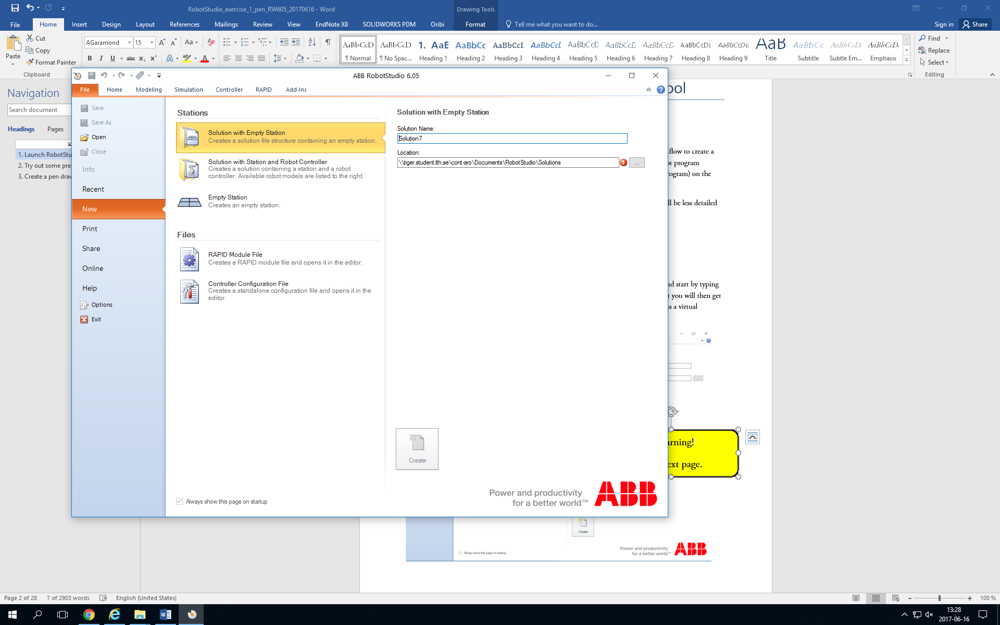 RobotStudio_exercise_1_pen_RW605_20170616 - Word
Drawing Tools
File Home Insert Design Layout References Mailings Review View EndNote X8 SOLIDWORKS PDM Oribi Format Tell me what you want to do...
Sign in Share
Paste
Cut
Copy
Format Painter
Clipboard
AGaramond 15
AaBbCcD AaBbCcD 1. AaE AaBbCc AaBbCcI AaBbCcI AaBbCcD AaBbCcD AaBbCcD AaBbCcDc AaBbCcDc AaB AaBbCc AaBbCcD. AaBbCcD.
¶ Normal ¶ No Spac... Heading 1 Heading 2 Heading 3 Heading 4 Heading 5 Heading 6 Heading 7 Heading 8 Heading 9 Title Subtitle Subtle Em... Emphasis
Find
Replace
Select
Editing
Navigation
Search document
Headings Pages
1. Launch RobotStu
2. Try out some pre
3. Create a pen draw
ABB RobotStudio 6.05
File Home Modeling Simulation Controller RAPID Add-Ins
Save
Save As
Open
Close
Info
Recent
New
Print
Share
Online
Help
Options
Exit
Stations
Solution with Empty Station
Creates a solution file structure containing an empty station.
Solution with Station and Robot Controller
Creates a solution containing a station and a robot
controller. Available robot models are listed to the right.
Empty Station
Creates an empty station.
Files
RAPID Module File
Creates a RAPID module file and opens it in the editor.
Controller Configuration File
Creates a standalone configuration file and opens it in the
editor.
Always show this page on startup
Solution with Empty Station
Solution Name:
Solution7
Location:
\\tiger.student.lth.se\cont-aro\Documents\RobotStudio\Solutions
...
Create
Power and productivity
for a better world™
ABB
ool
flow to create a
ot program
ogram) on the
ll be less detailed
nd start by typing
t you will then get
as a virtual
arning!
ext page.
Create
Always show this page on startup
Power and productivity
for a better world™
ABB
Page 2 of 28 7 of 2903 words English (United States)
100 %
13:28
2017-06-16